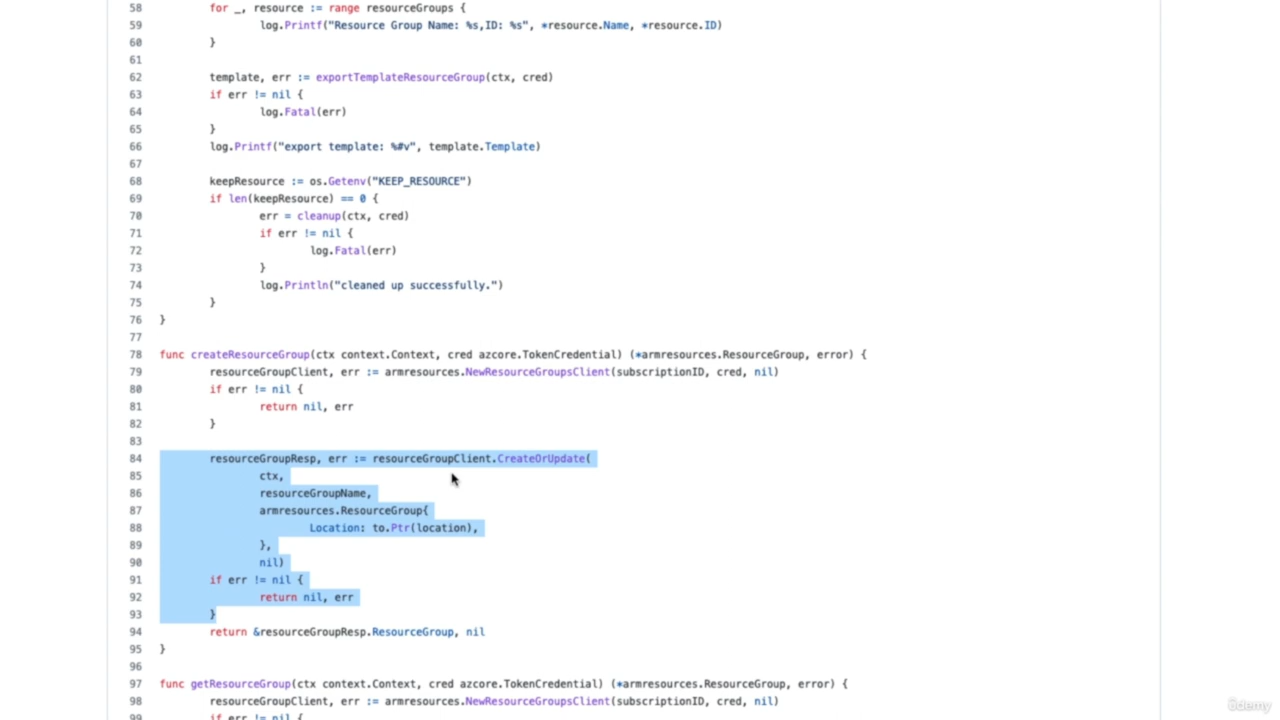 58 for _, resource := range resourceGroups {
59 log.Printf("Resource Group Name: %s,ID: %s", *resource.Name, *resource.ID)
60 }
61
62 template, err := exportTemplateResourceGroup(ctx, cred)
63 if err != nil {
64 log.Fatal(err)
65 }
66 log.Printf("export template: %#v", template.Template)
67
68 keepResource := os.Getenv("KEEP_RESOURCE")
69 if len(keepResource) == 0 {
70 err = cleanup(ctx, cred)
71 if err != nil {
72 log.Fatal(err)
73 }
74 log.Println("cleaned up successfully.")
75 }
76 }
77
78 func createResourceGroup(ctx context.Context, cred azcore.TokenCredential) (*armresources.ResourceGroup, error) {
79 resourceGroupClient, err := armresources.NewResourceGroupsClient(subscriptionID, cred, nil)
80 if err != nil {
81 return nil, err
82 }
83
84 resourceGroupResp, err := resourceGroupClient.CreateOrUpdate(
85 ctx,
86 resourceGroupName,
87 armresources.ResourceGroup{
88 Location: to.Ptr(location),
89 },
90 nil)
91 if err != nil {
92 return nil, err
93 }
94 return &resourceGroupResp.ResourceGroup, nil
95 }
96
97 func getResourceGroup(ctx context.Context, cred azcore.TokenCredential) (*armresources.ResourceGroup, error) {
98 resourceGroupClient, err := armresources.NewResourceGroupsClient(subscriptionID, cred, nil)
99 if err != nil {
ûdemy